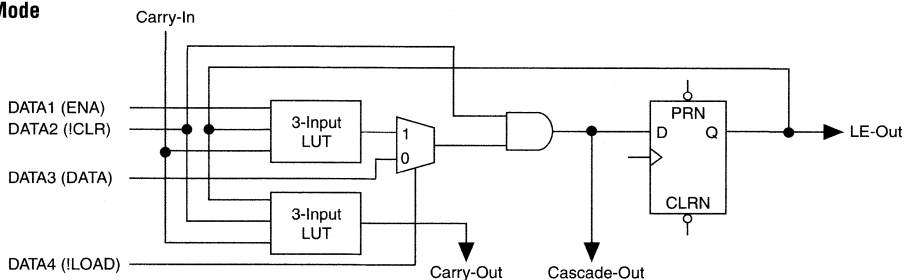 Mode
Carry-In
DATA1 (ENA)
DATA2 (!CLR)
DATA3 (DATA)
DATA4 (!LOAD)
3-Input
LUT
1
0
3-Input
LUT
PRN
D
Q
CLRN
LE-Out
Carry-Out
Cascade-Out